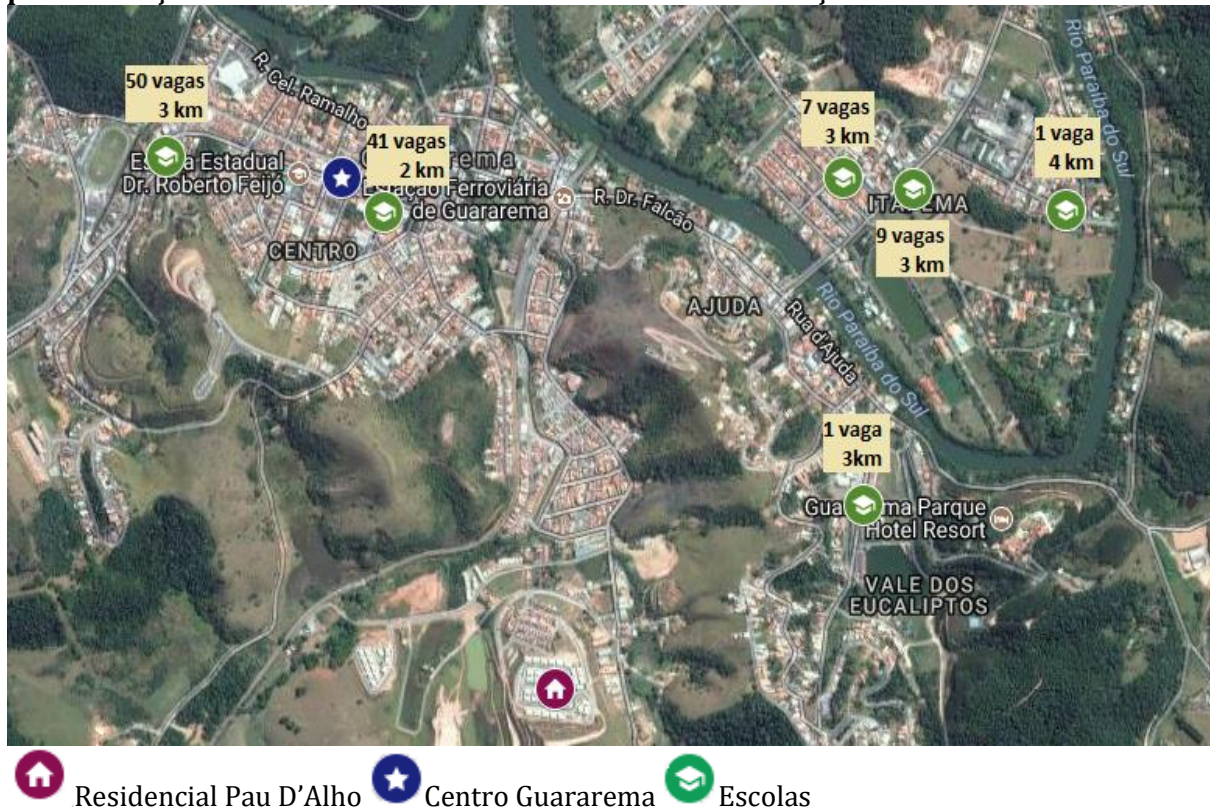 50 vagas
3 km
R. Cel. Ramalho
Estadual
Dr. Roberto Feijó
41 vagas
2 km
Estação Ferroviária
de Guararema
CENTRO
R. Dr. Falcão
7 vagas
3 km
1 vaga
4 km
Rio Paraíba do Sul
9 vagas
3 km
AJUDA
Rua d'Ajuda
Rio Paraíba do Sul
1 vaga
3km
Parque
Hotel Resort
VALE DOS
EUCALIPTOS
Residencial Pau D’Alho Centro Guararema Escolas